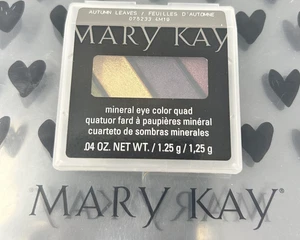 AUTUMN LEAVES / FEUILLES D'AUTOMNE
MARY KAY
mineral eye color quad
quatuor fard à paupières minéral
cuarteto de sombras minerales
.04 OZ. NET WT. / 1.25 g / 1,25 g
MARY KAY